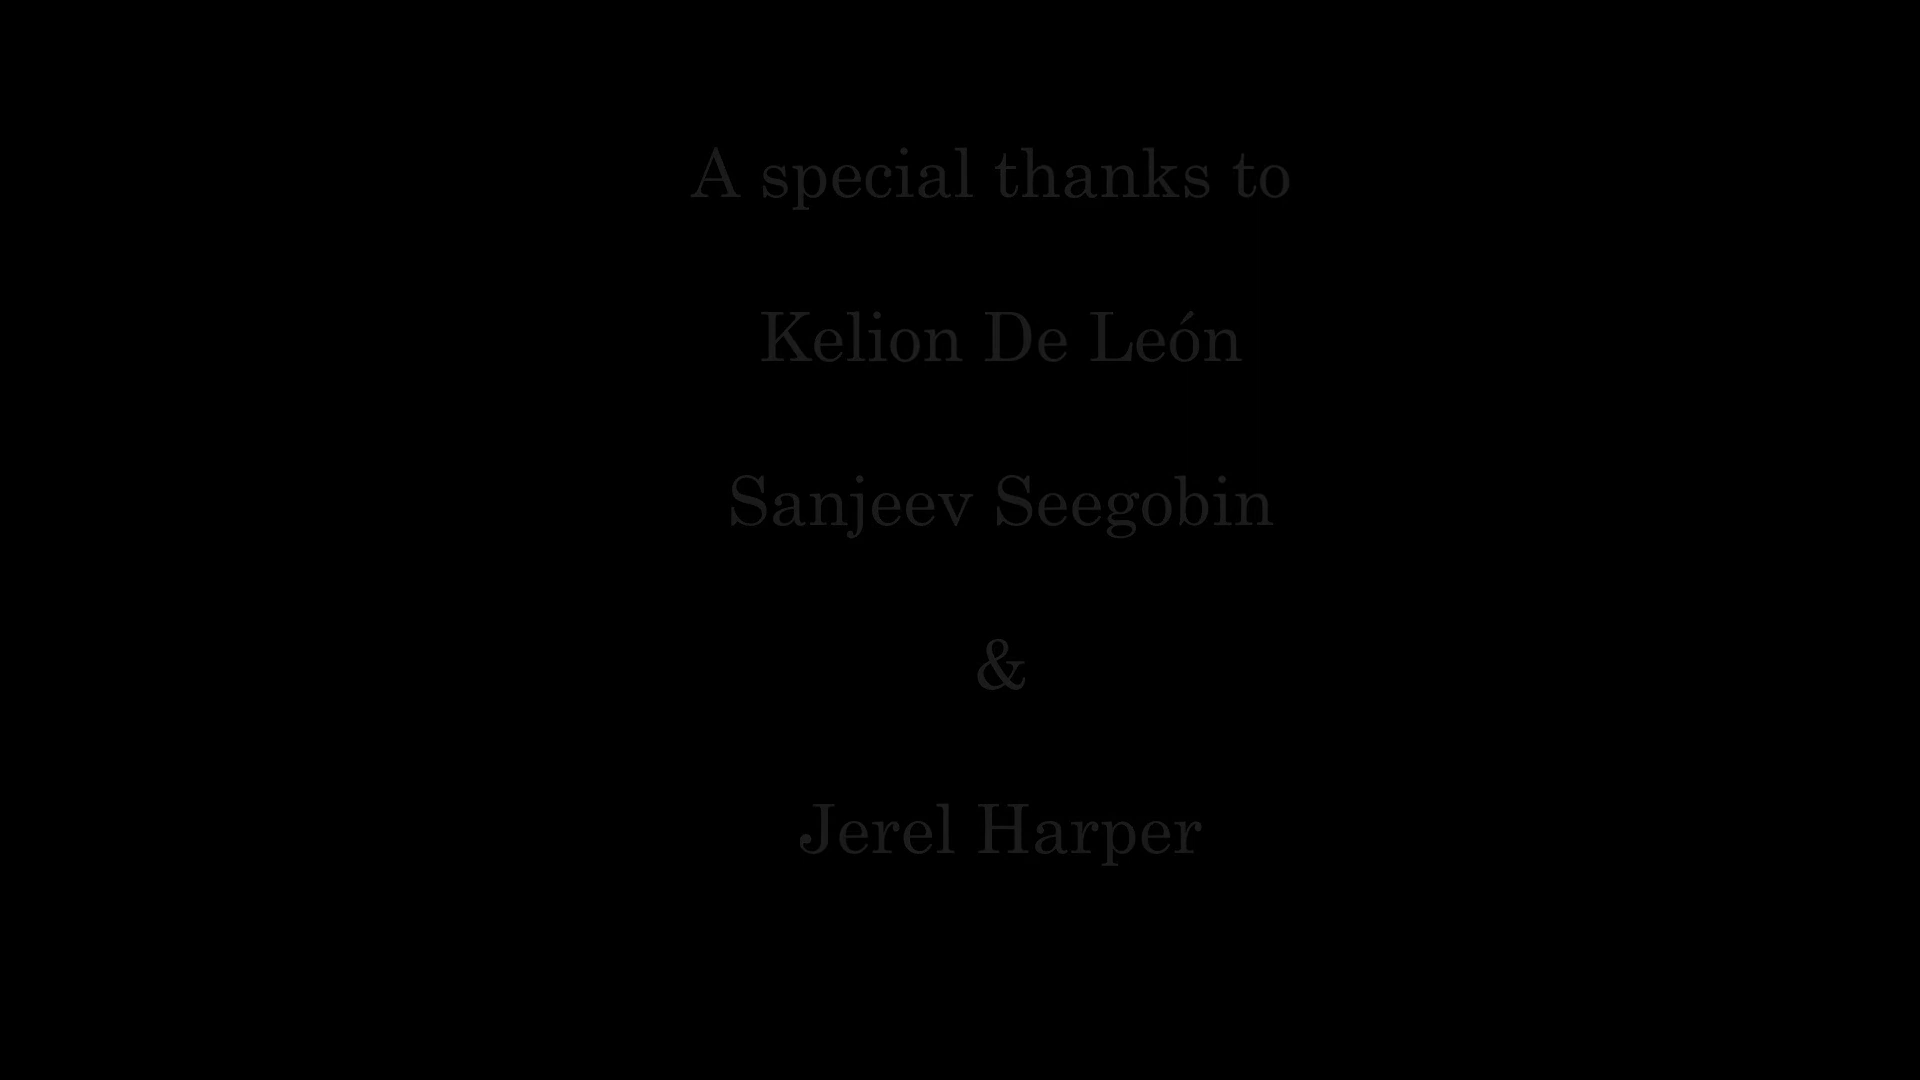 A special thanks to
Kelion De León
Sanjeev Seegobin
&
Jerel Harper